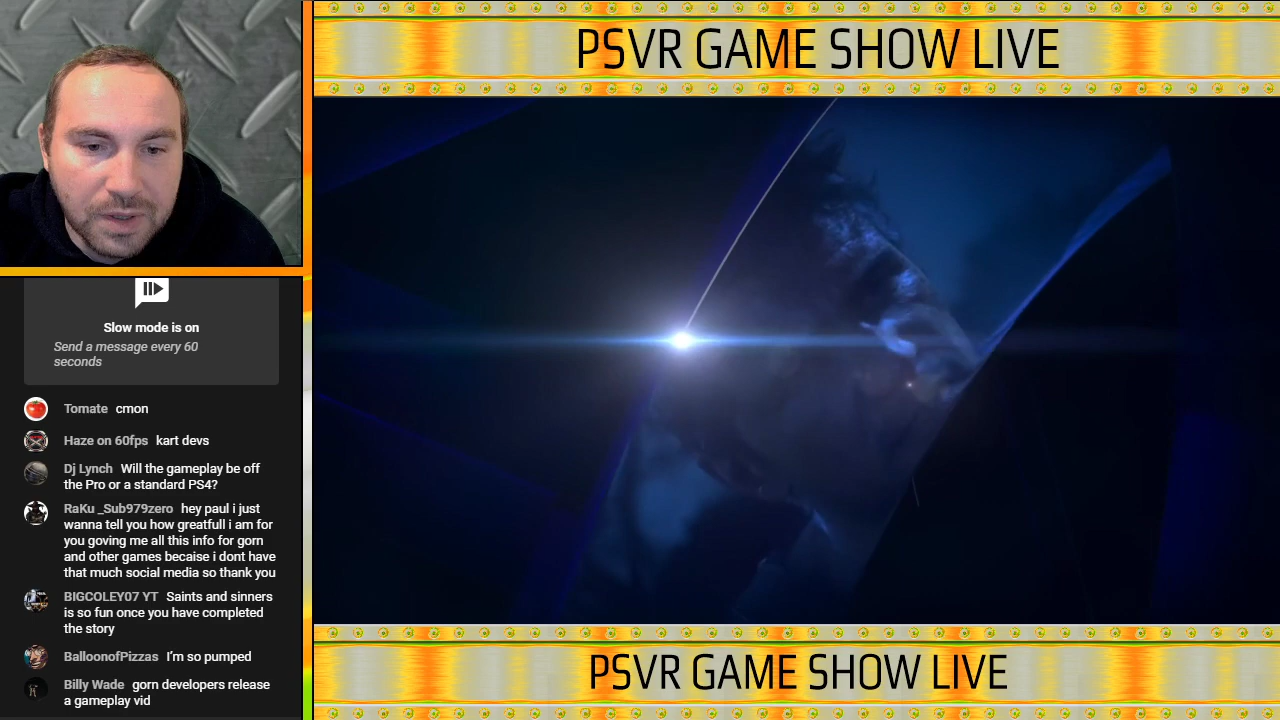 PSVR GAME SHOW LIVE
Slow mode is on
Send a message every 60
seconds
Tomate cmon
Haze on 60fps kart devs
Dj Lynch Will the gameplay be off
the Pro or a standard PS4?
RaKu _Sub979zero hey paul i just
wanna tell you how greatfull i am for
you goving me all this info for gorn
and other games becaise i dont have
that much social media so thank you
BIGCOLEY07 YT Saints and sinners
is so fun once you have completed
the story
BalloonofPizzas I'm so pumped
Billy Wade gorn developers release
a gameplay vid
PSVR GAME SHOW LIVE